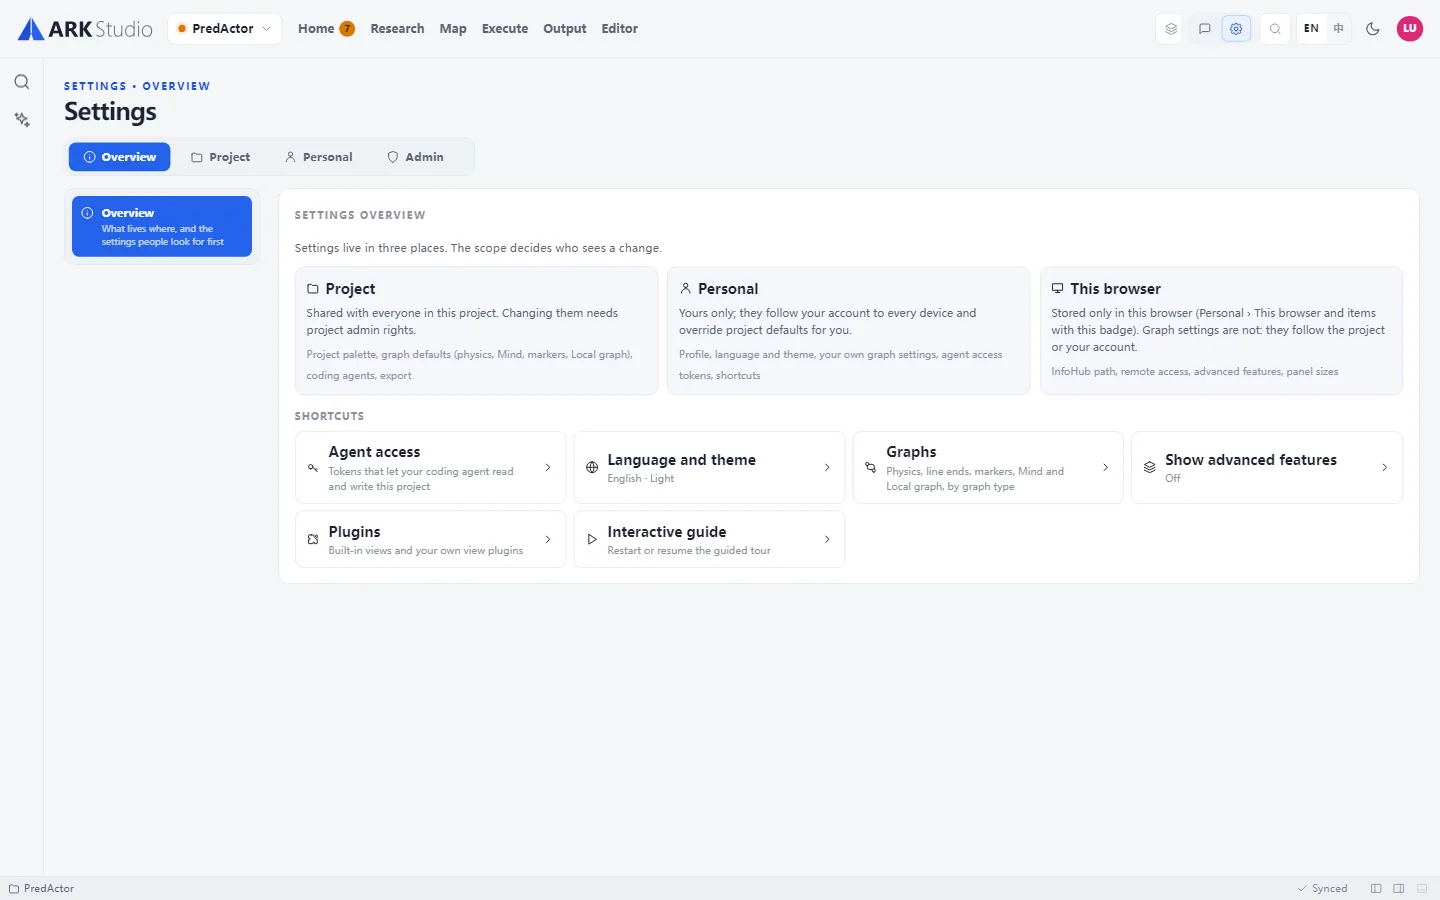 ARK Studio
PredActor
Home 7
Research
Map
Execute
Output
Editor
EN
中
LU
SETTINGS • OVERVIEW
Settings
Overview
Project
Personal
Admin
Overview
What lives where, and the
settings people look for first
SETTINGS OVERVIEW
Settings live in three places. The scope decides who sees a change.
Project
Shared with everyone in this project. Changing them needs
project admin rights.
Project palette, graph defaults (physics, Mind, markers, Local graph),
coding agents, export
Personal
Yours only; they follow your account to every device and
override project defaults for you.
Profile, language and theme, your own graph settings, agent access
tokens, shortcuts
This browser
Stored only in this browser (Personal › This browser and items
with this badge). Graph settings are not: they follow the project
or your account.
InfoHub path, remote access, advanced features, panel sizes
SHORTCUTS
Agent access
Tokens that let your coding agent read
and write this project
Language and theme
English · Light
Graphs
Physics, line ends, markers, Mind and
Local graph, by graph type
Show advanced features
Off
Plugins
Built-in views and your own view plugins
Interactive guide
Restart or resume the guided tour
PredActor
Synced